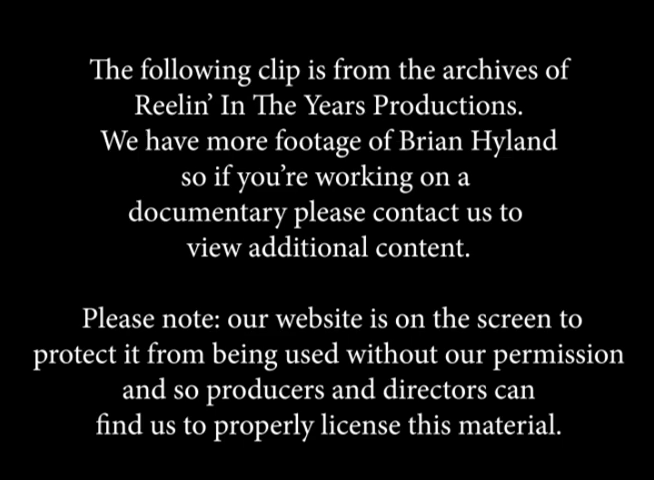 The following clip is from the archives of
Reelin’ In The Years Productions.
We have more footage of Brian Hyland
so if you’re working on a
documentary please contact us to
view additional content.
Please note: our website is on the screen to
protect it from being used without our permission
and so producers and directors can
find us to properly license this material.